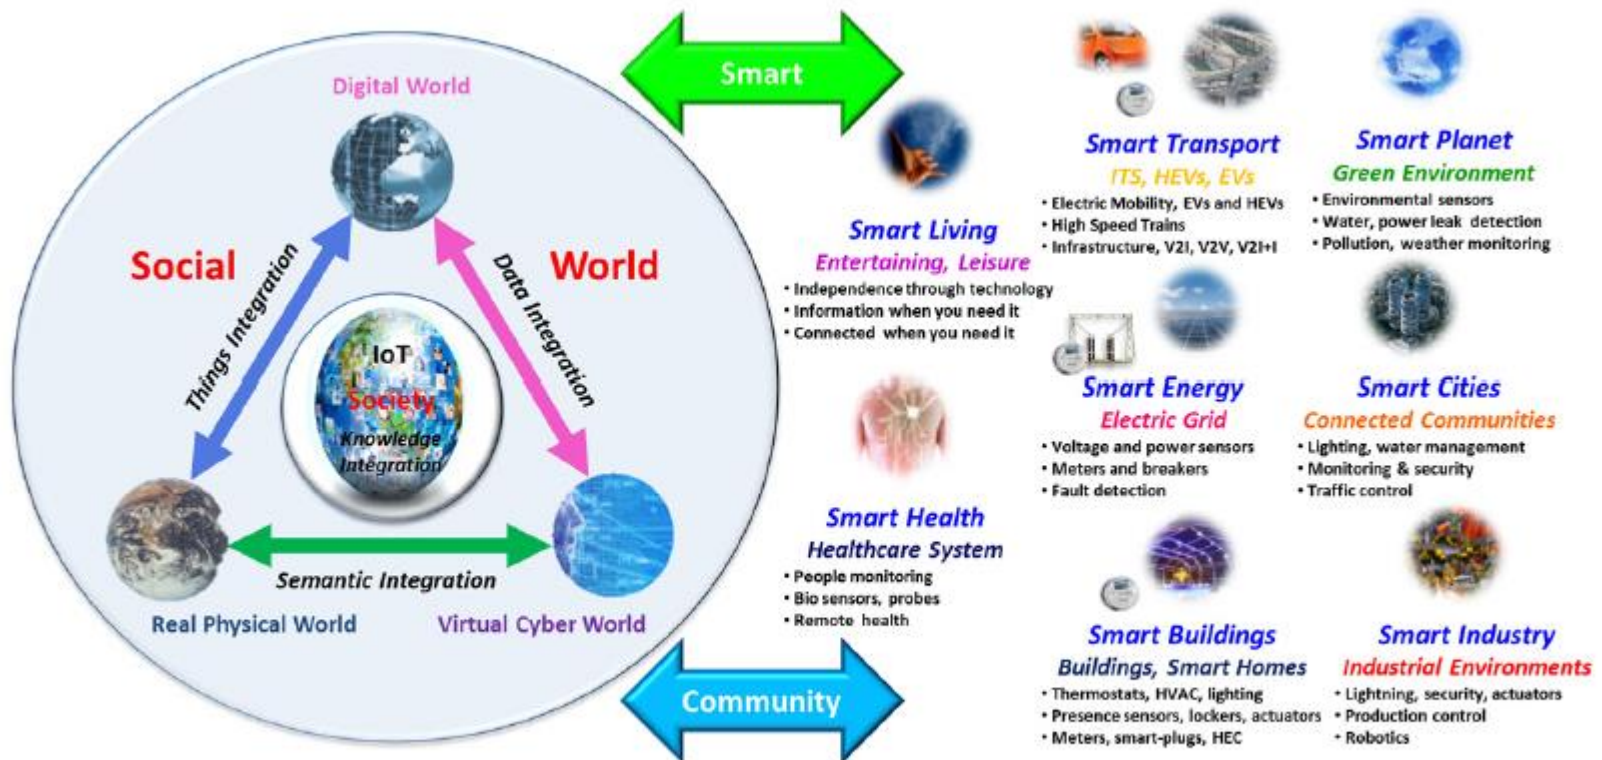 Digital World
Social World
Things Integration
Data Integration
IoT
Society
Knowledge
Integration
Semantic Integration
Real Physical World
Virtual Cyber World
Smart
Community
Smart Living
Entertaining, Leisure
• Independence through technology
• Information when you need it
• Connected when you need it
Smart Health
Healthcare System
• People monitoring
• Bio sensors, probes
• Remote health
Smart Transport
ITS, HEVs, EVs
• Electric Mobility, EVs and HEVs
• High Speed Trains
• Infrastructure, V2I, V2V, V2I+I
Smart Energy
Electric Grid
• Voltage and power sensors
• Meters and breakers
• Fault detection
Smart Buildings
Buildings, Smart Homes
• Thermostats, HVAC, lighting
• Presence sensors, lockers, actuators
• Meters, smart-plugs, HEC
Smart Planet
Green Environment
• Environmental sensors
• Water, power leak detection
• Pollution, weather monitoring
Smart Cities
Connected Communities
• Lighting, water management
• Monitoring & security
• Traffic control
Smart Industry
Industrial Environments
• Lightning, security, actuators
• Production control
• Robotics